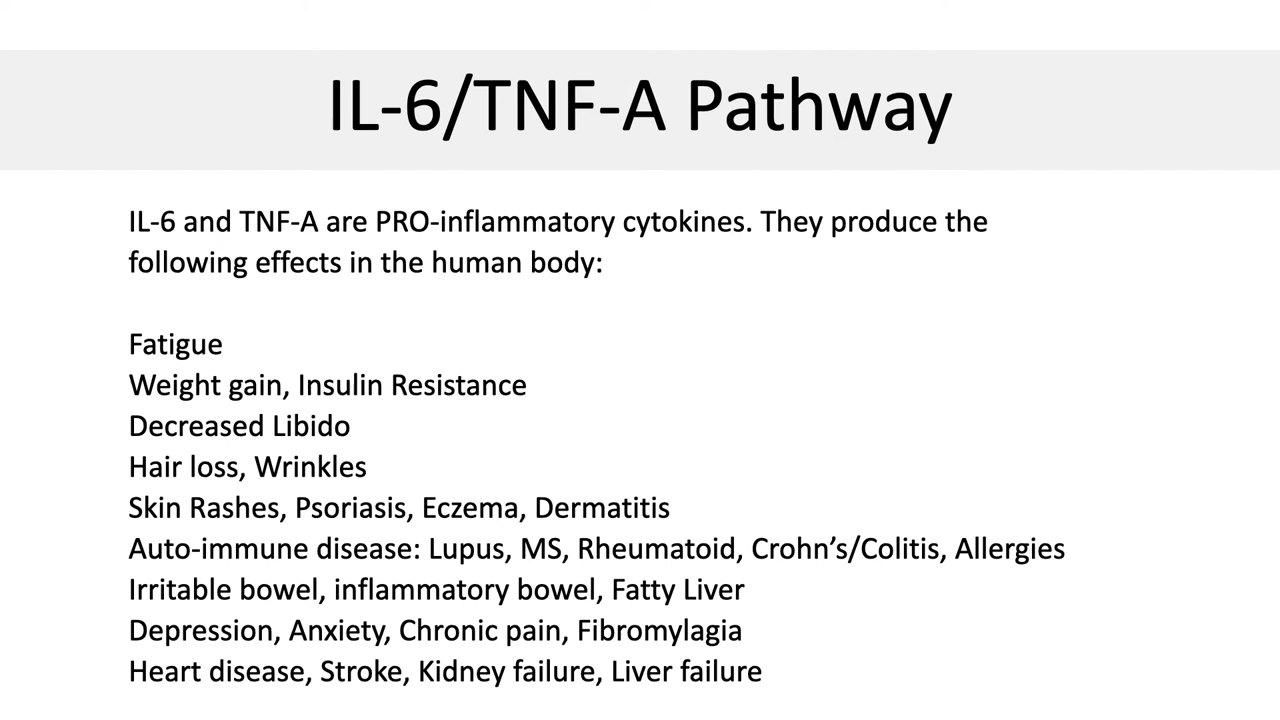 IL-6/TNF-A Pathway
IL-6 and TNF-A are PRO-inflammatory cytokines. They produce the
following effects in the human body:
Fatigue
Weight gain, Insulin Resistance
Decreased Libido
Hair loss, Wrinkles
Skin Rashes, Psoriasis, Eczema, Dermatitis
Auto-immune disease: Lupus, MS, Rheumatoid, Crohn’s/Colitis, Allergies
Irritable bowel, inflammatory bowel, Fatty Liver
Depression, Anxiety, Chronic pain, Fibromylagia
Heart disease, Stroke, Kidney failure, Liver failure